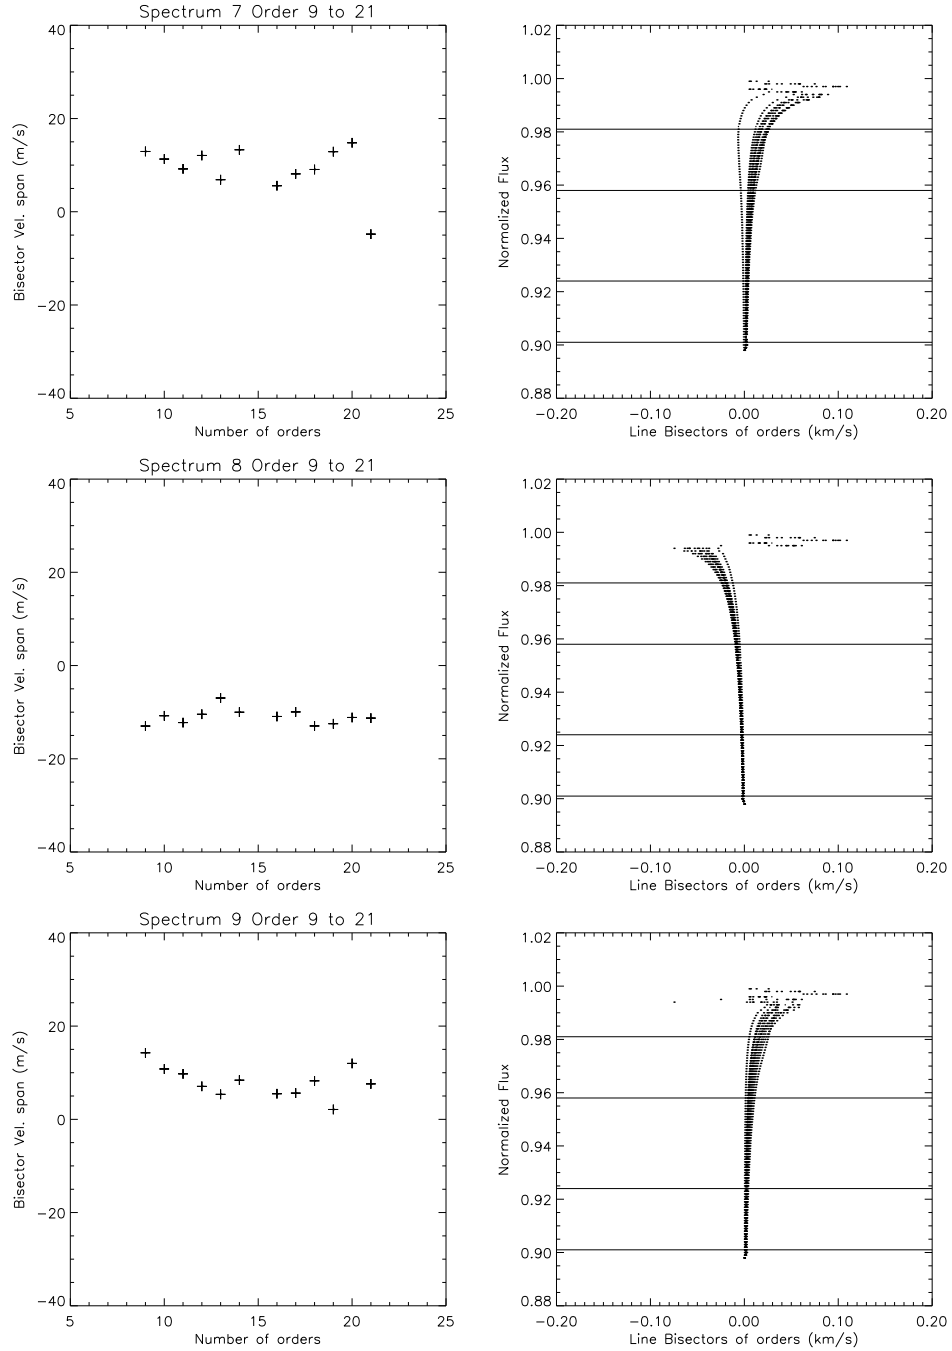 Spectrum 7 Order 9 to 21
Bisector Vel. span (m/s)
40
20
0
−20
−40
5 10 15 20 25
Number of orders
Normalized Flux
1.02
1.00
0.98
0.96
0.94
0.92
0.90
0.88
−0.20 −0.10 0.00 0.10 0.20
Line Bisectors of orders (km/s)
Spectrum 8 Order 9 to 21
Bisector Vel. span (m/s)
40
20
0
−20
−40
5 10 15 20 25
Number of orders
Normalized Flux
1.02
1.00
0.98
0.96
0.94
0.92
0.90
0.88
−0.20 −0.10 0.00 0.10 0.20
Line Bisectors of orders (km/s)
Spectrum 9 Order 9 to 21
Bisector Vel. span (m/s)
40
20
0
−20
−40
5 10 15 20 25
Number of orders
Normalized Flux
1.02
1.00
0.98
0.96
0.94
0.92
0.90
0.88
−0.20 −0.10 0.00 0.10 0.20
Line Bisectors of orders (km/s)